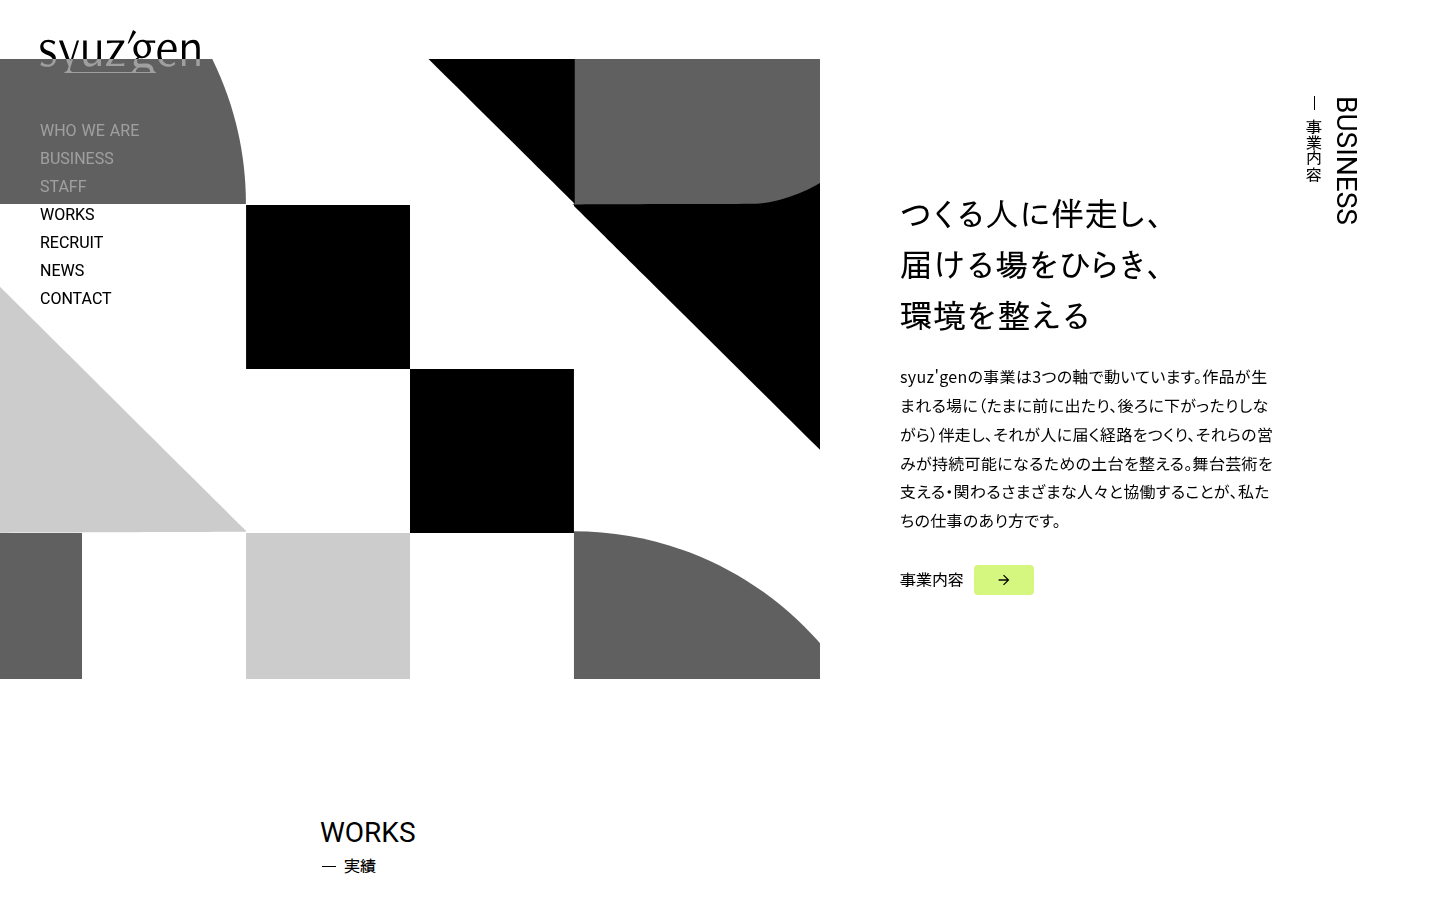 syuz'gen
WHO WE ARE
BUSINESS
STAFF
WORKS
RECRUIT
NEWS
CONTACT
BUSINESS
事業内容
つくる人に伴走し、
届ける場をひらき、
環境を整える
syuz'genの事業は3つの軸で動いています。作品が生
まれる場に（たまに前に出たり、後ろに下がったりしな
がら）伴走し、それが人に届く経路をつくり、それらの営
みが持続可能になるための土台を整える。舞台芸術を
支える・関わるさまざまな人々と協働することが、私た
ちの仕事のあり方です。
事業内容
WORKS
実績